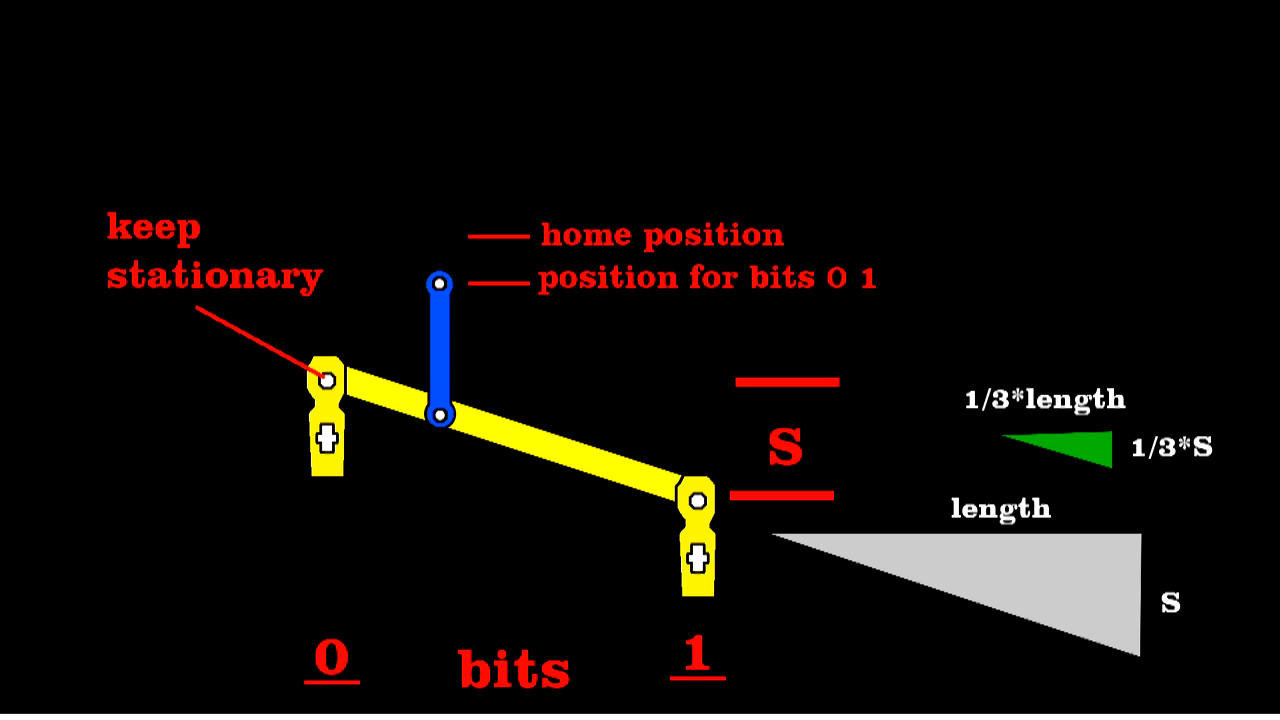 keep
stationary
home position
position for bits 0 1
S
1/3*length
1/3*S
length
S
0 bits 1